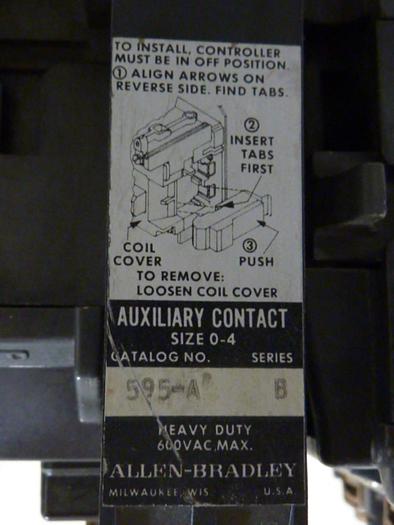 TO INSTALL, CONTROLLER
MUST BE IN OFF POSITION.
① ALIGN ARROWS ON
REVERSE SIDE. FIND TABS.
②
INSERT
TABS
FIRST
COIL
COVER
③
PUSH
TO REMOVE:
LOOSEN COIL COVER
AUXILIARY CONTACT
SIZE 0-4
CATALOG NO. SERIES
595-A B
HEAVY DUTY
600VAC, MAX.
ALLEN-BRADLEY
MILWAUKEE, WIS. U.S.A